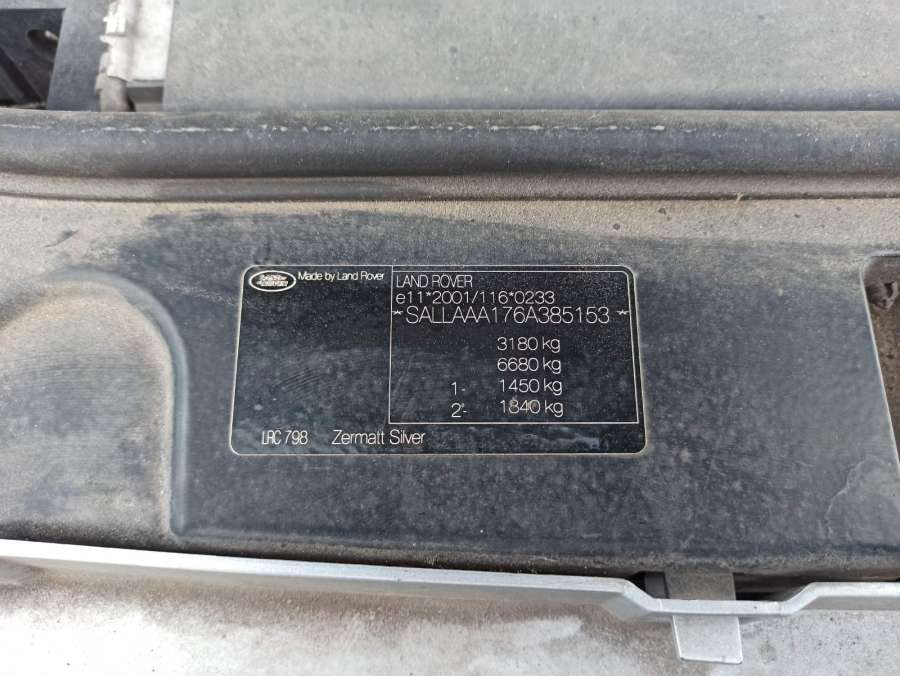 Made by Land Rover
LAND ROVER
e11*2001/116*0233
*SALLAAA176A385153*
3180 kg
6680 kg
1- 1450 kg
2- 1840 kg
LRC 798 Zermatt Silver